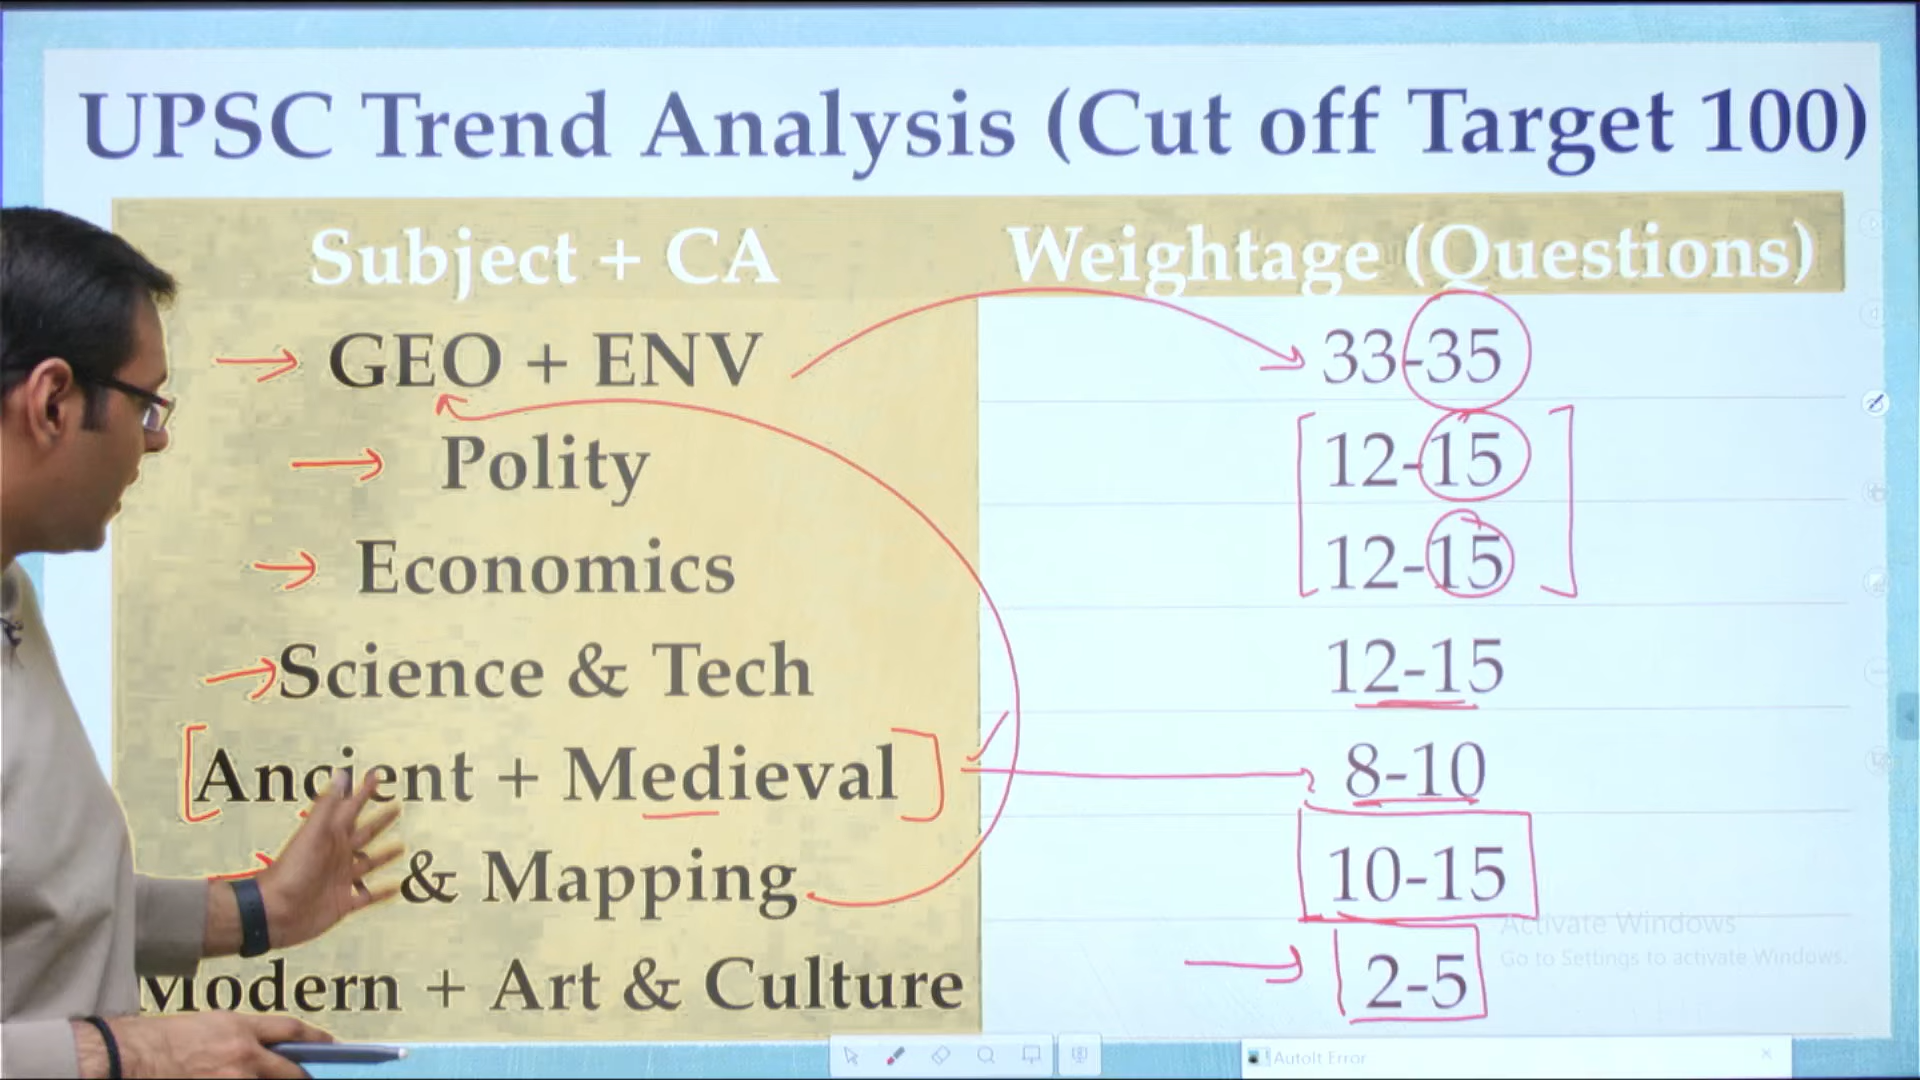 UPSC Trend Analysis (Cut off Target 100)
Subject + CA Weightage (Questions)
GEO + ENV 33-35
Polity 12-15
Economics 12-15
Science & Tech 12-15
Ancient + Medieval 8-10
& Mapping 10-15
Modern + Art & Culture 2-5
Activate Windows
Go to Settings to activate Windows.
AutoIt Error